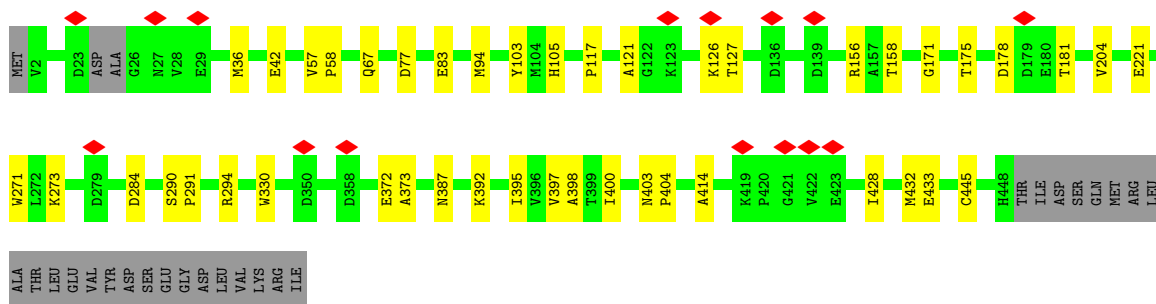 MET V2 D23 ASP ALA G26 N27 V28 E29 M36 E42 V57 P58 Q67 D77 E83 M94 Y103 M104 H105 P117 A121 G122 K123 K126 T127 D136 D139 R156 A157 T158 G171 T175 D178 D179 E180 T181 V204 E221
W271 L272 K273 D279 D284 S290 P291 R294 W330 D350 D358 E372 A373 N387 K392 I395 V396 V397 A398 T399 I400 N403 P404 A414 K419 P420 G421 V422 E423 I428 M432 E433 C445 H448 THR ILE ASP SER GLN MET ARG LEU
ALA THR LEU GLU VAL TYR ASP SER GLU GLY ASP LEU VAL LYS ARG ILE